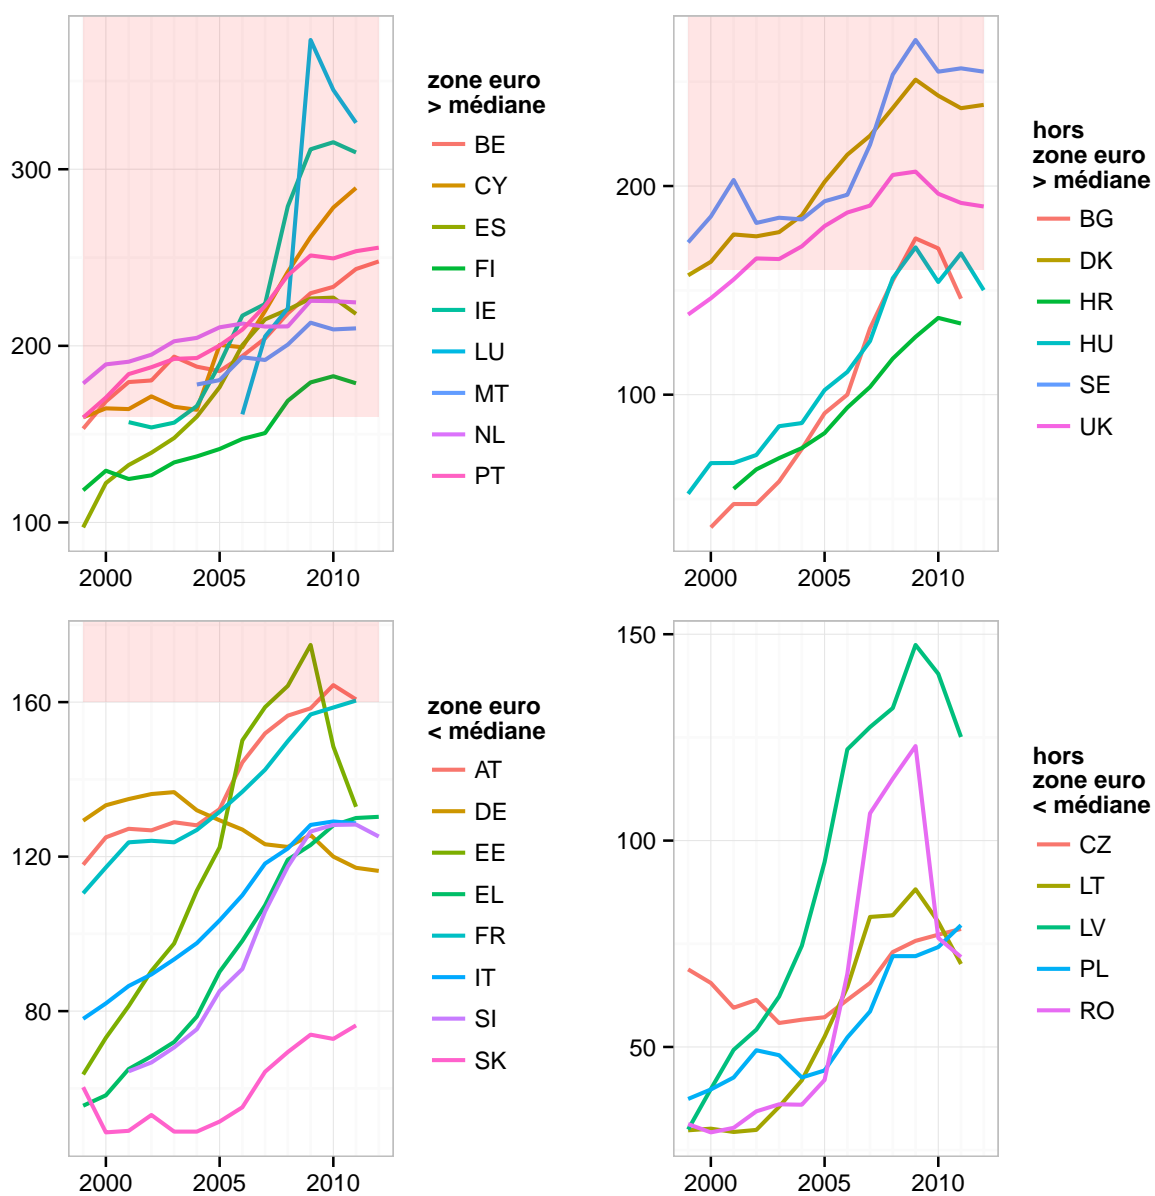 300
200
100
2000 2005 2010
zone euro
> médiane
BE
CY
ES
FI
IE
LU
MT
NL
PT
200
100
2000 2005 2010
hors
zone euro
> médiane
BG
DK
HR
HU
SE
UK
160
120
80
2000 2005 2010
zone euro
< médiane
AT
DE
EE
EL
FR
IT
SI
SK
150
100
50
2000 2005 2010
hors
zone euro
< médiane
CZ
LT
LV
PL
RO